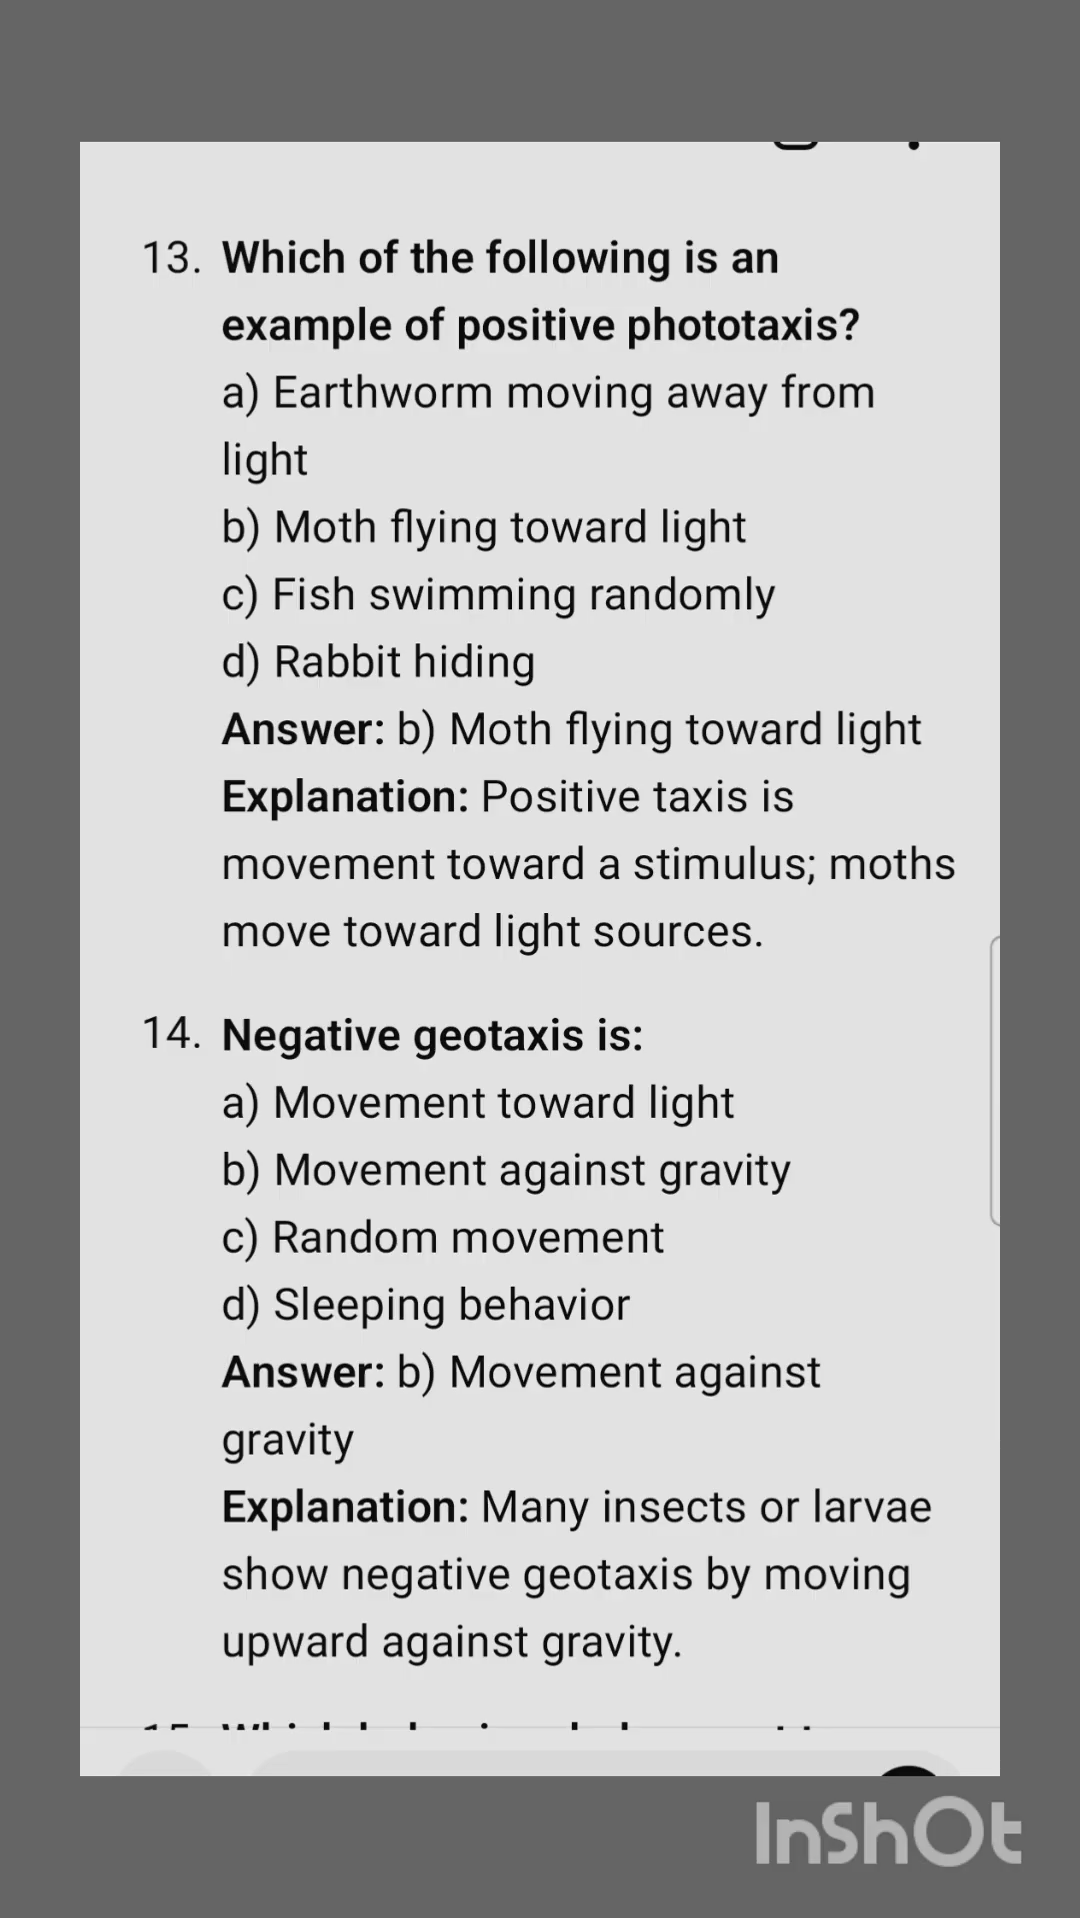 13. Which of the following is an
example of positive phototaxis?
a) Earthworm moving away from
light
b) Moth flying toward light
c) Fish swimming randomly
d) Rabbit hiding
Answer: b) Moth flying toward light
Explanation: Positive taxis is
movement toward a stimulus; moths
move toward light sources.
14. Negative geotaxis is:
a) Movement toward light
b) Movement against gravity
c) Random movement
d) Sleeping behavior
Answer: b) Movement against
gravity
Explanation: Many insects or larvae
show negative geotaxis by moving
upward against gravity.
InShOt